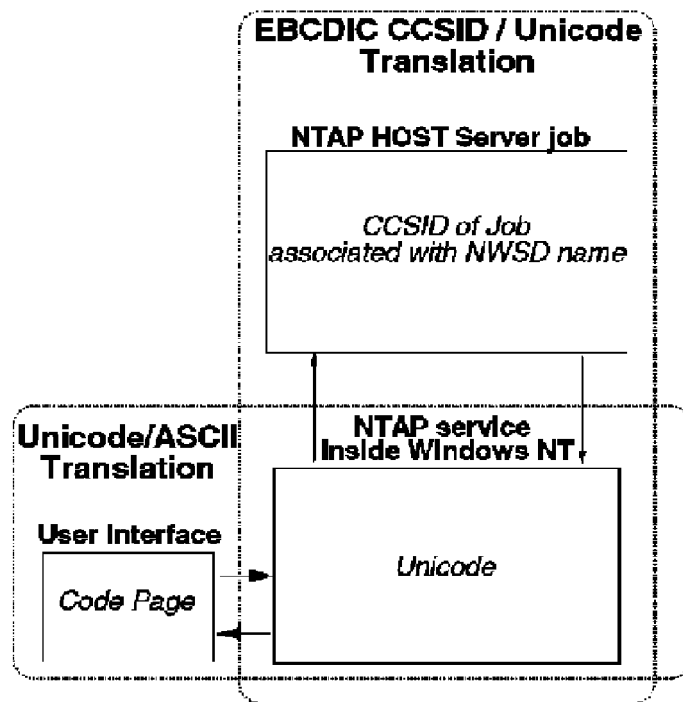 EBCDIC CCSID / Unicode
Translation
NTAP HOST Server job
CCSID of Job
associated with NWSD name
Unicode/ASCII
Translation
NTAP service
Inside Windows NT
User Interface
Code Page
Unicode